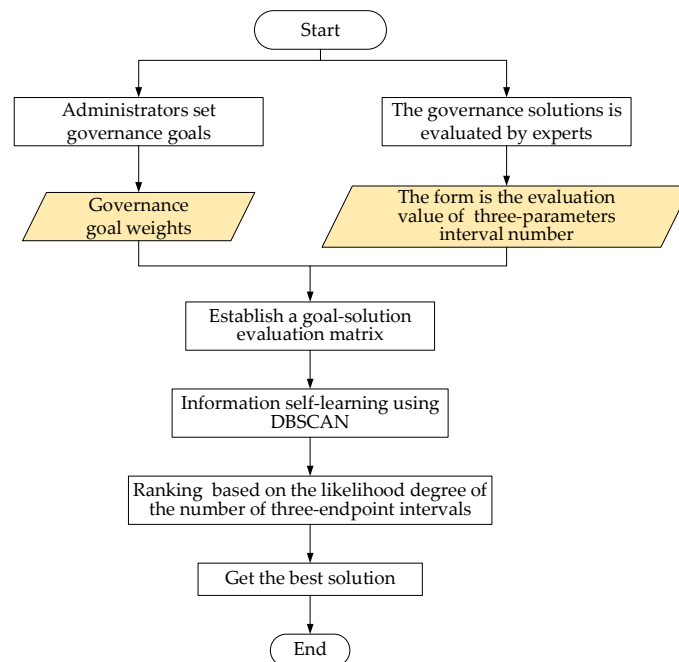 Start
Administrators set
governance goals
The governance solutions is
evaluated by experts
Governance
goal weights
The form is the evaluation
value of three-parameters
interval number
Establish a goal-solution
evaluation matrix
Information self-learning using
DBSCAN
Ranking based on the likelihood degree of
the number of three-endpoint intervals
Get the best solution
End